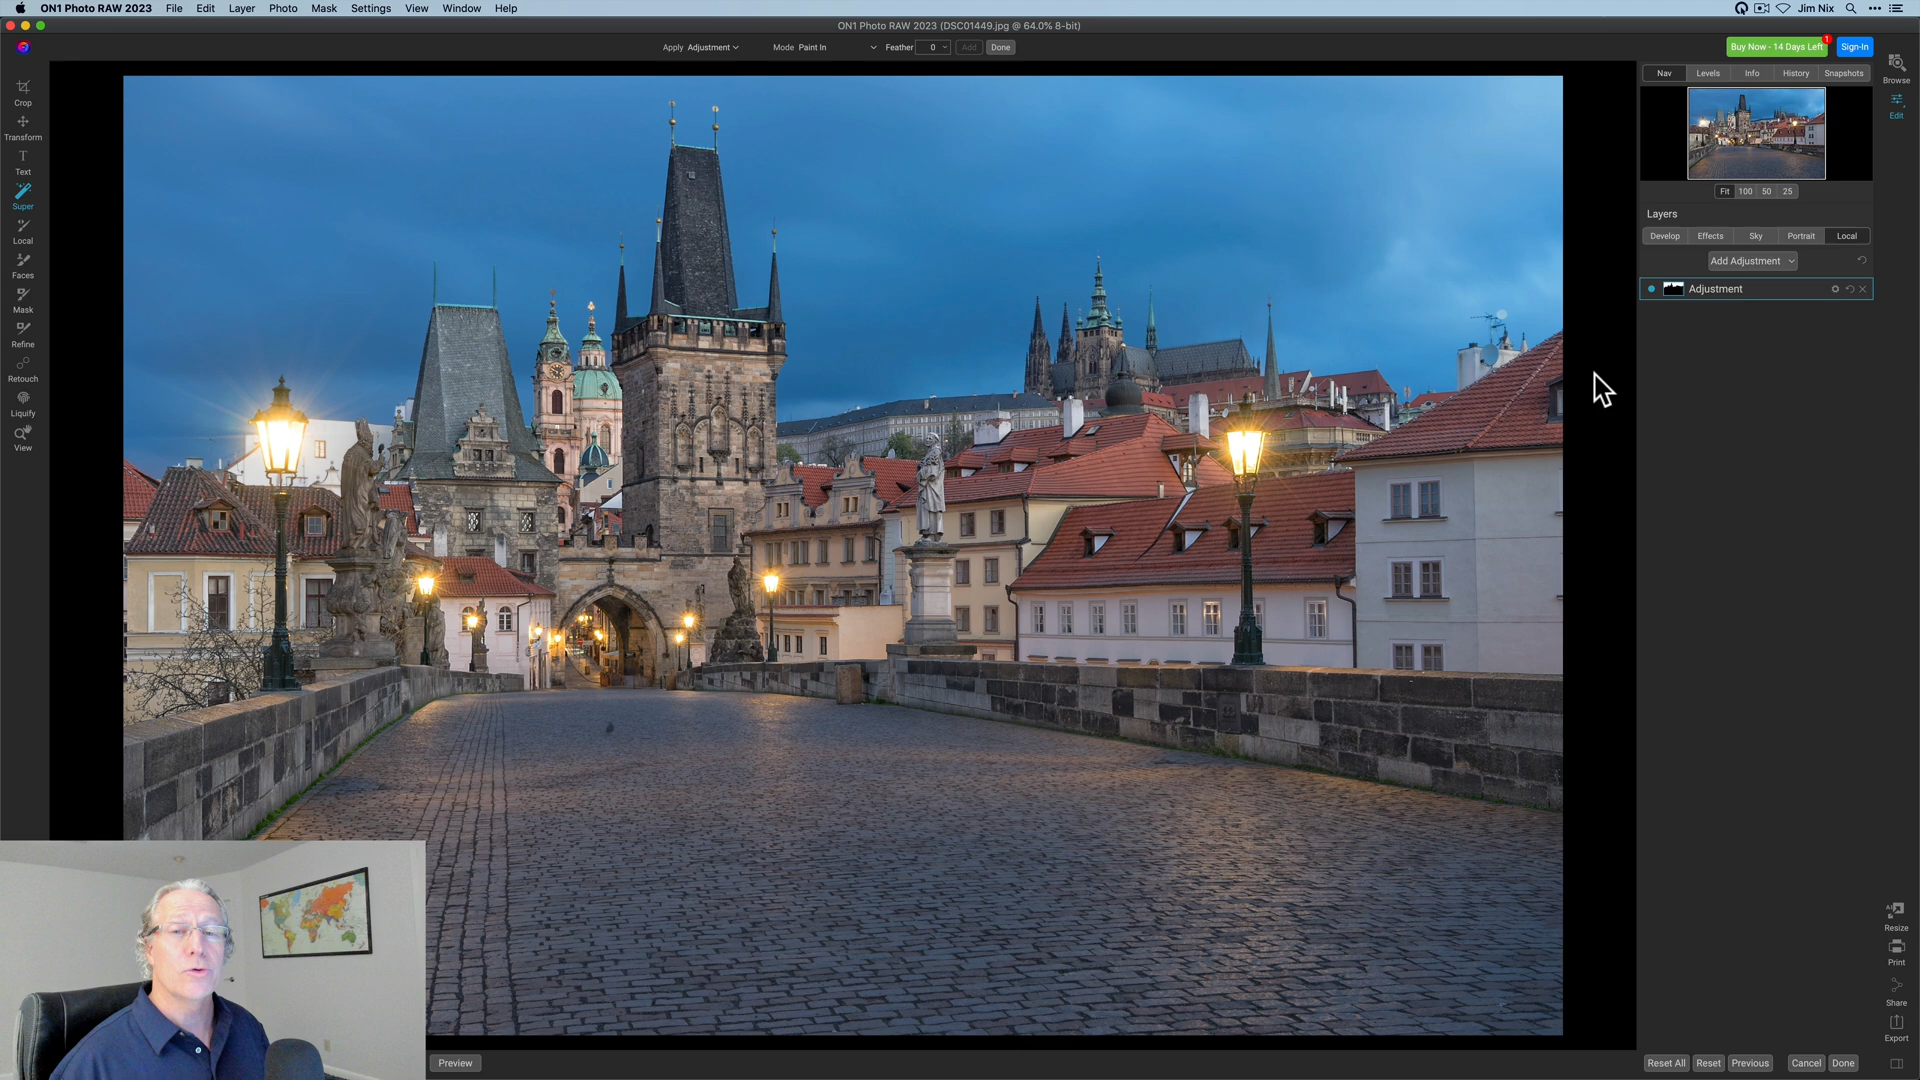 ON1 Photo RAW 2023 File Edit Layer Photo Mask Settings View Window Help Jim Nix
ON1 Photo RAW 2023 (DSC01449.jpg @ 64.0% 8-bit)
Apply Adjustment Mode Paint In Feather 0 Add Done Buy Now - 14 Days Left 1 Sign-In
Nav Levels Info History Snapshots
Browse
Edit
Crop
Transform
Text
Super
Local
Faces
Mask
Refine
Retouch
Liquify
View
Fit 100 50 25
Layers
Develop Effects Sky Portrait Local
Add Adjustment
Adjustment
Resize
Print
Share
Export
Preview Reset All Reset Previous Cancel Done